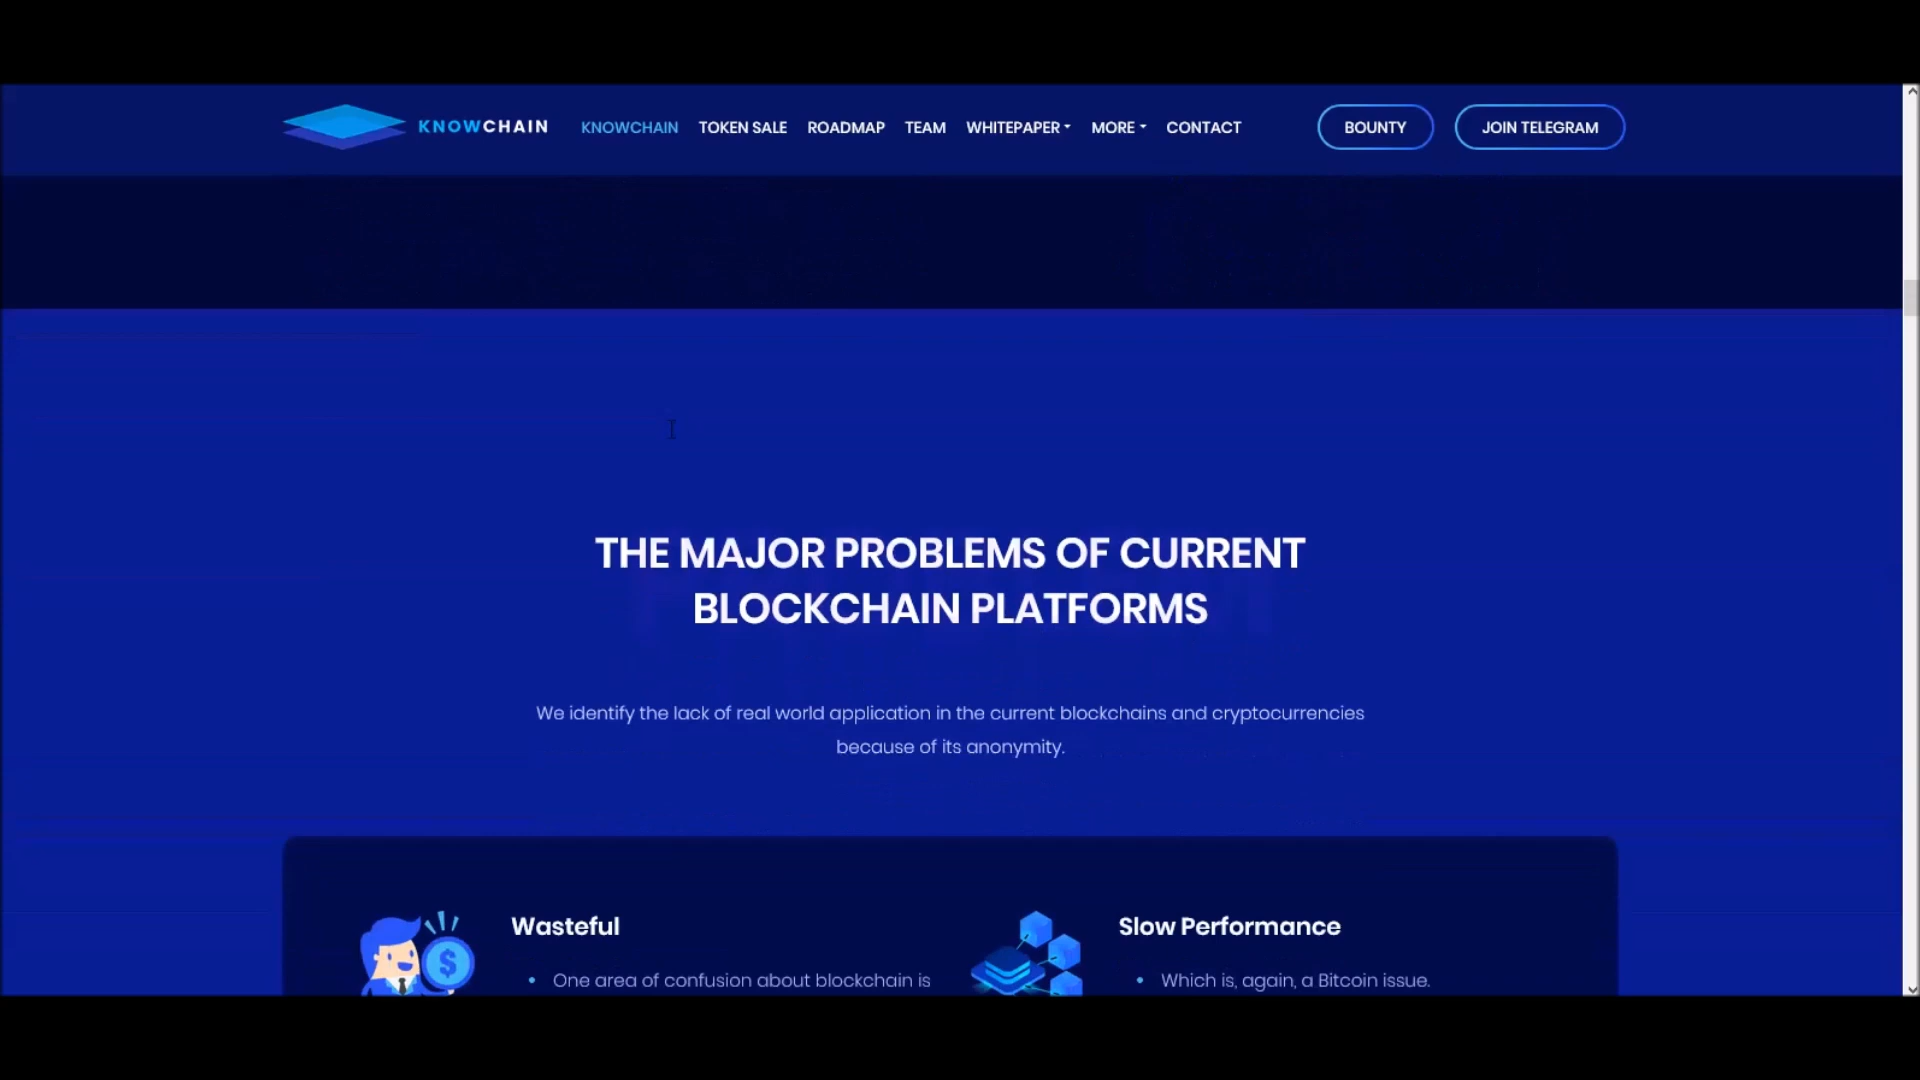 KNOWCHAIN KNOWCHAIN TOKEN SALE ROADMAP TEAM WHITEPAPER MORE CONTACT BOUNTY JOIN TELEGRAM
THE MAJOR PROBLEMS OF CURRENT
BLOCKCHAIN PLATFORMS
We identify the lack of real world application in the current blockchains and cryptocurrencies
because of its anonymity.
$
Wasteful
One area of confusion about blockchain is
Slow Performance
Which is, again, a Bitcoin issue.